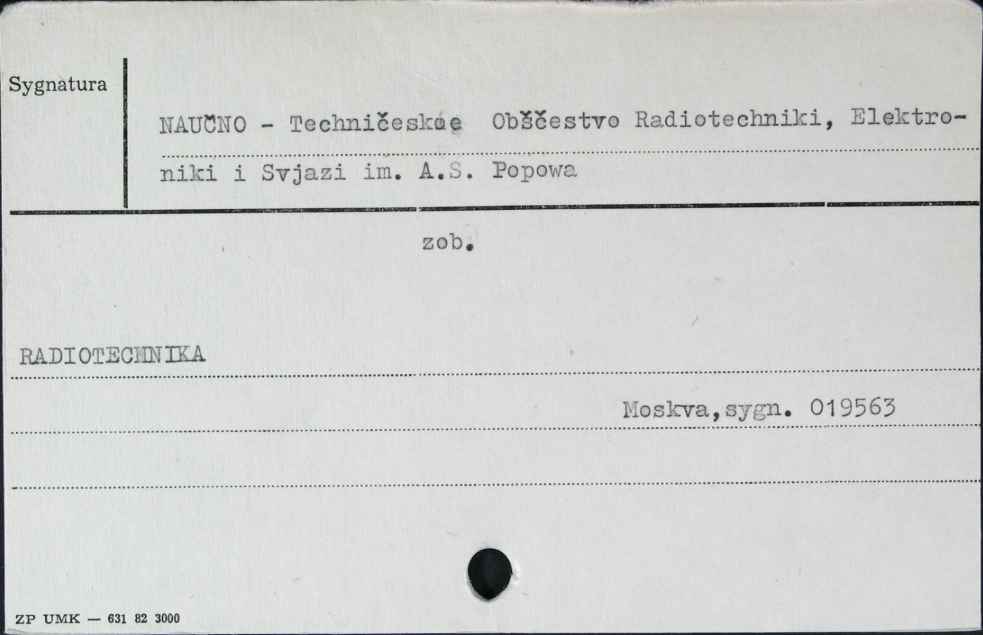 Sygnatura
NAUČNO - Techničeskoe Obščestvo Radiotechniki, Elektro-
niki i Svjazi im. A.S. Popowa
zob.
RADIOTECHNIKA
Moskva,sygn. 019563
ZP UMK — 631 82 3000